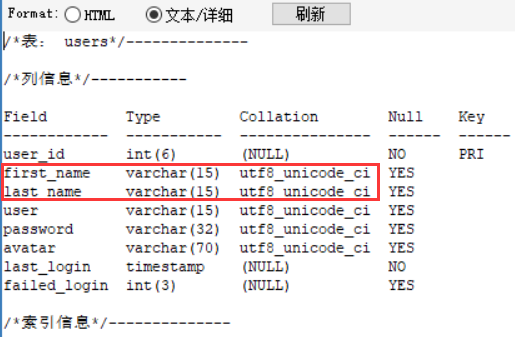 Format: HTML 文本/详细 刷新
/*表: users*/--------------
/*列信息*/-----------
Field Type Collation Null Key
------------ ----------- --------------- ------ ------
user_id int(6) (NULL) NO PRI
first_name varchar(15) utf8_unicode_ci YES
last_name varchar(15) utf8_unicode_ci YES
user varchar(15) utf8_unicode_ci YES
password varchar(32) utf8_unicode_ci YES
avatar varchar(70) utf8_unicode_ci YES
last_login timestamp (NULL) NO
failed_login int(3) (NULL) YES
/*索引信息*/--------------